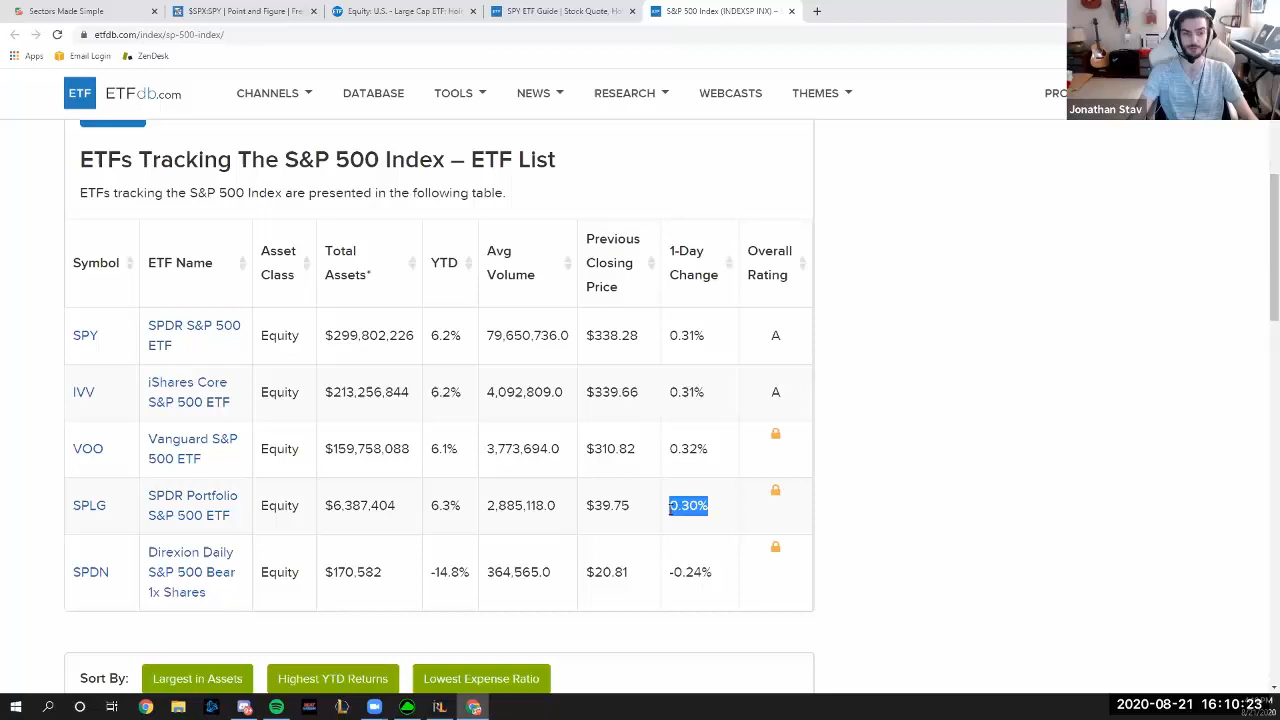 Sectors Made Simple
$SPX:SPY | Point and Figure | Fre
Equity: U.S. - Large Cap ETF: Hol
SPY ETF Guide | Stock Quote, Ho
S&P 500 Index (INDEXSP INX) –
etfdb.com/index/sp-500-index/
Apps
Email Login
ZenDesk
ETF
ETFdb.com
CHANNELS
DATABASE
TOOLS
NEWS
RESEARCH
WEBCASTS
THEMES
PRO
Jonathan Stav
ETFs Tracking The S&P 500 Index – ETF List
ETFs tracking the S&P 500 Index are presented in the following table.
Symbol
ETF Name
Asset
Class
Total
Assets*
YTD
Avg
Volume
Previous
Closing
Price
1-Day
Change
Overall
Rating
SPY
SPDR S&P 500
ETF
Equity
$299,802,226
6.2%
79,650,736.0
$338.28
0.31%
A
IVV
iShares Core
S&P 500 ETF
Equity
$213,256,844
6.2%
4,092,809.0
$339.66
0.31%
A
VOO
Vanguard S&P
500 ETF
Equity
$159,758,088
6.1%
3,773,694.0
$310.82
0.32%
SPLG
SPDR Portfolio
S&P 500 ETF
Equity
$6,387,404
6.3%
2,885,118.0
$39.75
0.30%
SPDN
Direxion Daily
S&P 500 Bear
1x Shares
Equity
$170,582
-14.8%
364,565.0
$20.81
-0.24%
Sort By:
Largest in Assets
Highest YTD Returns
Lowest Expense Ratio
2020-08-21 16:10:23
8/21/2020